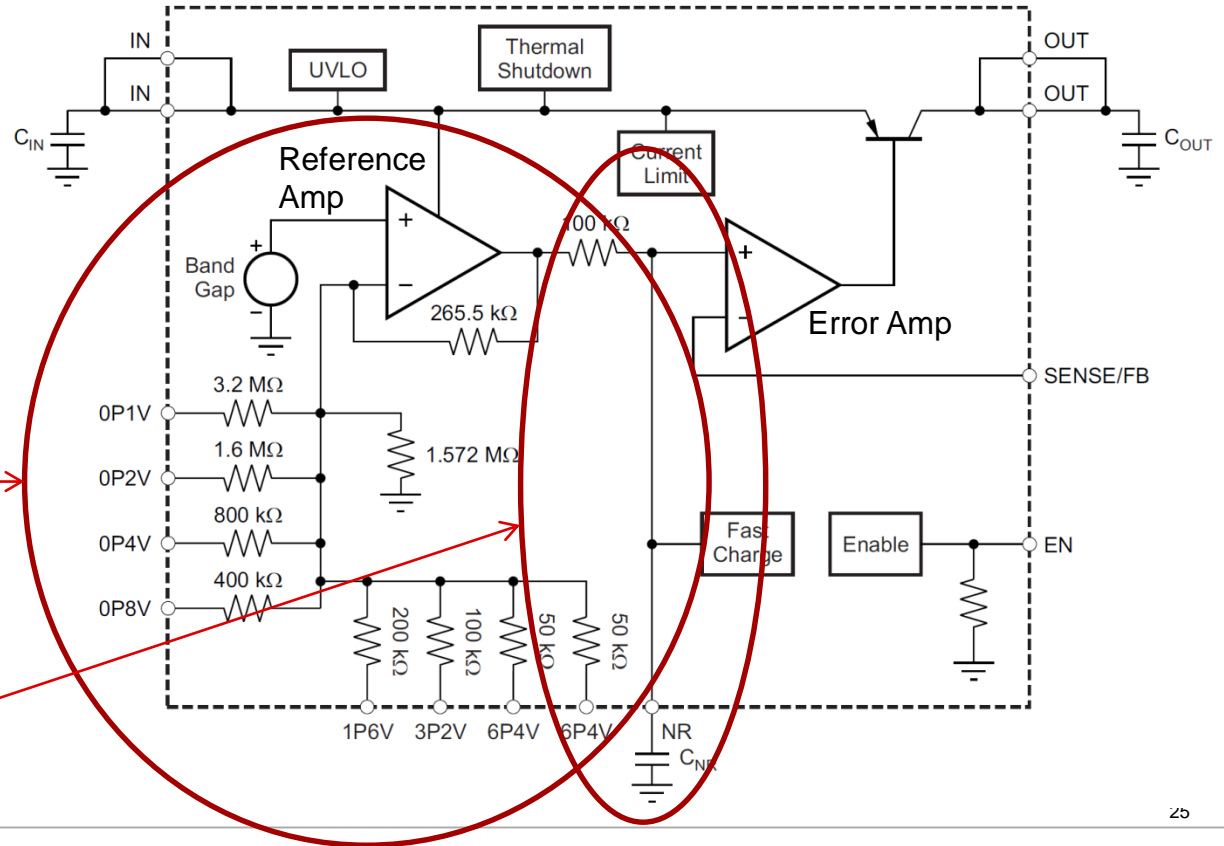 IN
IN
C_IN
UVLO
Thermal
Shutdown
Current
Limit
OUT
OUT
C_OUT
Reference
Amp
100 kΩ
+
−
+
−
Band
Gap
+
−
265.5 kΩ
Error Amp
SENSE/FB
3.2 MΩ
0P1V
1.572 MΩ
1.6 MΩ
0P2V
800 kΩ
0P4V
400 kΩ
0P8V
Fast
Charge
Enable
EN
200 kΩ
100 kΩ
50 kΩ
50 kΩ
1P6V 3P2V 6P4V 6P4V NR
C_NR
25